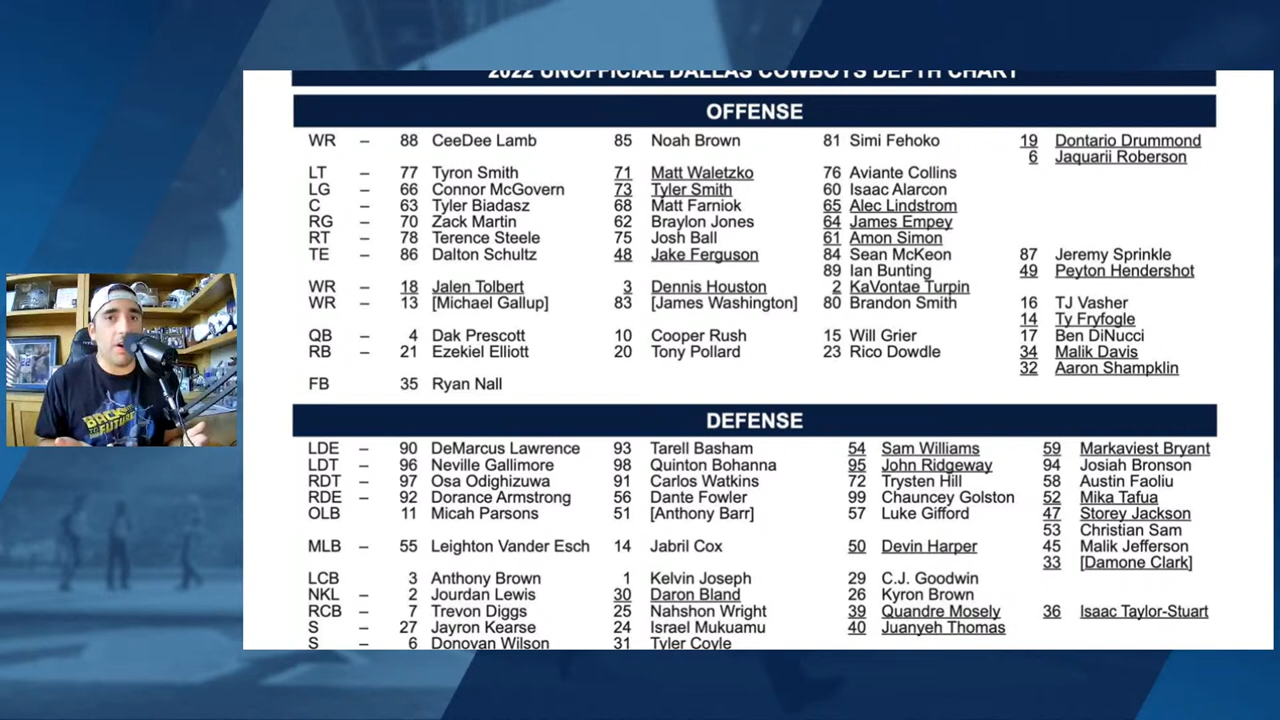 2022 UNOFFICIAL DALLAS COWBOYS DEPTH CHART
OFFENSE
WR – 88 CeeDee Lamb 85 Noah Brown 81 Simi Fehoko 19 Dontario Drummond
6 Jaquarii Roberson
LT – 77 Tyron Smith 71 Matt Waletzko 76 Aviante Collins
LG – 66 Connor McGovern 73 Tyler Smith 60 Isaac Alarcon
C – 63 Tyler Biadasz 68 Matt Farniok 65 Alec Lindstrom
RG – 70 Zack Martin 62 Braylon Jones 64 James Empey
RT – 78 Terence Steele 75 Josh Ball 61 Amon Simon
TE – 86 Dalton Schultz 48 Jake Ferguson 84 Sean McKeon 87 Jeremy Sprinkle
89 Ian Bunting 49 Peyton Hendershot
WR – 18 Jalen Tolbert 3 Dennis Houston 2 KaVontae Turpin
WR – 13 [Michael Gallup] 83 [James Washington] 80 Brandon Smith 16 TJ Vasher
14 Ty Fryfogle
QB – 4 Dak Prescott 10 Cooper Rush 15 Will Grier 17 Ben DiNucci
RB – 21 Ezekiel Elliott 20 Tony Pollard 23 Rico Dowdle 34 Malik Davis
32 Aaron Shampklin
FB – 35 Ryan Nall
DEFENSE
LDE – 90 DeMarcus Lawrence 93 Tarell Basham 54 Sam Williams 59 Markaviest Bryant
LDT – 96 Neville Gallimore 98 Quinton Bohanna 95 John Ridgeway 94 Josiah Bronson
RDT – 97 Osa Odighizuwa 91 Carlos Watkins 72 Trysten Hill 58 Austin Faoliu
RDE – 92 Dorance Armstrong 56 Dante Fowler 99 Chauncey Golston 52 Mika Tafua
OLB – 11 Micah Parsons 51 [Anthony Barr] 57 Luke Gifford 47 Storey Jackson
53 Christian Sam
MLB – 55 Leighton Vander Esch 14 Jabril Cox 50 Devin Harper 45 Malik Jefferson
33 [Damone Clark]
LCB – 3 Anthony Brown 1 Kelvin Joseph 29 C.J. Goodwin
NKL – 2 Jourdan Lewis 30 Daron Bland 26 Kyron Brown
RCB – 7 Trevon Diggs 25 Nahshon Wright 39 Quandre Mosely 36 Isaac Taylor-Stuart
S – 27 Jayron Kearse 24 Israel Mukuamu 40 Juanyeh Thomas
S – 6 Donovan Wilson 31 Tyler Coyle
BACK TO THE FUTURE